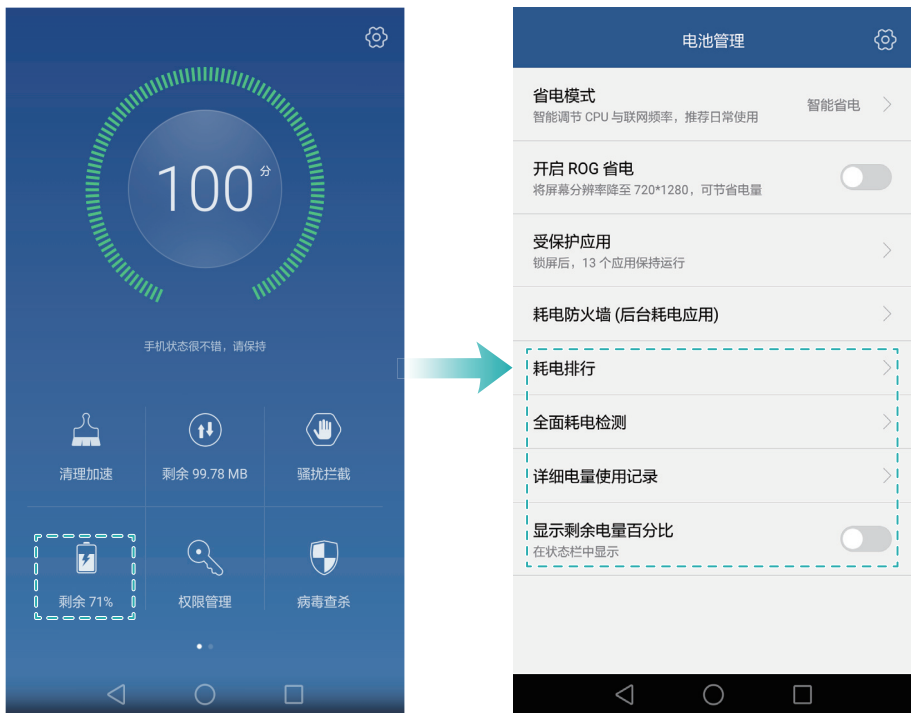 100 分
手机状态很不错，请保持
清理加速
剩余 99.78 MB
骚扰拦截
剩余 71%
权限管理
病毒查杀
电池管理
省电模式
智能调节 CPU 与联网频率，推荐日常使用
智能省电
开启 ROG 省电
将屏幕分辨率降至 720*1280，可节省电量
受保护应用
锁屏后，13 个应用保持运行
耗电防火墙 (后台耗电应用)
耗电排行
全面耗电检测
详细电量使用记录
显示剩余电量百分比
在状态栏中显示